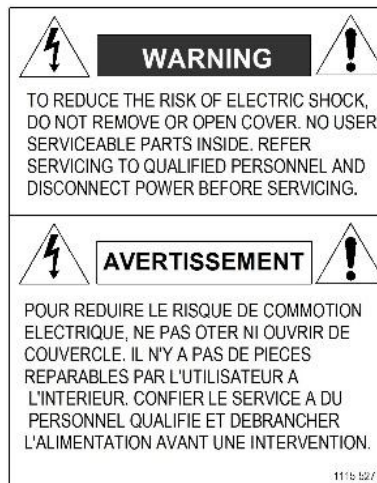 WARNING
TO REDUCE THE RISK OF ELECTRIC SHOCK,
DO NOT REMOVE OR OPEN COVER. NO USER
SERVICEABLE PARTS INSIDE. REFER
SERVICING TO QUALIFIED PERSONNEL AND
DISCONNECT POWER BEFORE SERVICING.
AVERTISSEMENT
POUR REDUIRE LE RISQUE DE COMMOTION
ELECTRIQUE, NE PAS OTER NI OUVRIR DE
COUVERCLE. IL N'Y A PAS DE PIECES
REPARABLES PAR L'UTILISATEUR A
L'INTERIEUR. CONFIER LE SERVICE A DU
PERSONNEL QUALIFIE ET DEBRANCHER
L'ALIMENTATION AVANT UNE INTERVENTION.
1115 527